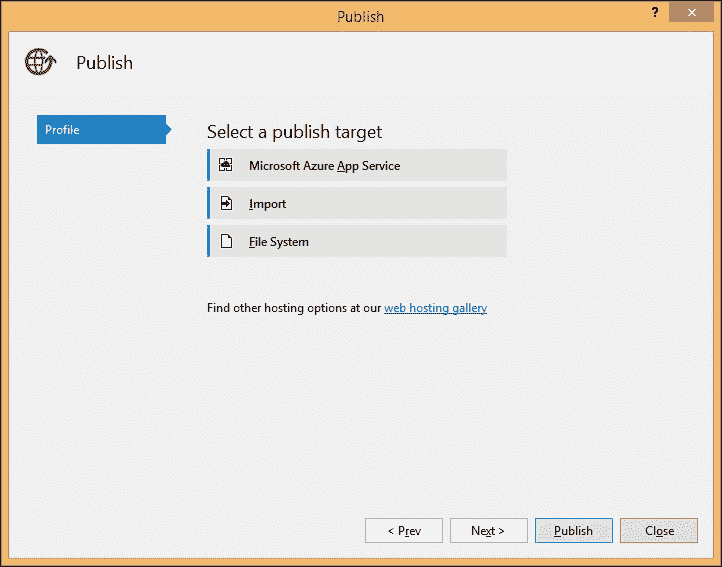 Publish
?
Publish
Profile
Select a publish target
Microsoft Azure App Service
Import
File System
Find other hosting options at our web hosting gallery
< Prev
Next >
Publish
Close